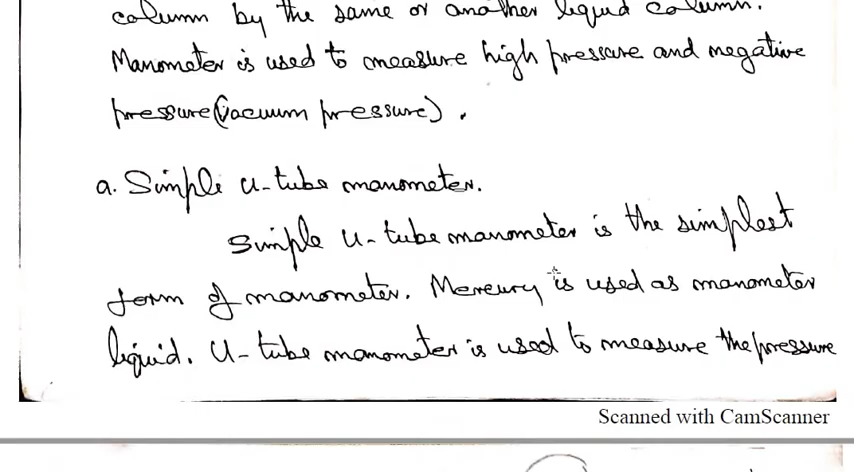 column by the same or another liquid column.
Manometer is used to measure high pressure and negative
pressure (vacuum pressure).
a. Simple U-tube manometer.
Simple U-tube manometer is the simplest
form of manometer. Mercury is used as manometer
liquid. U-tube manometer is used to measure the pressure
Scanned with CamScanner